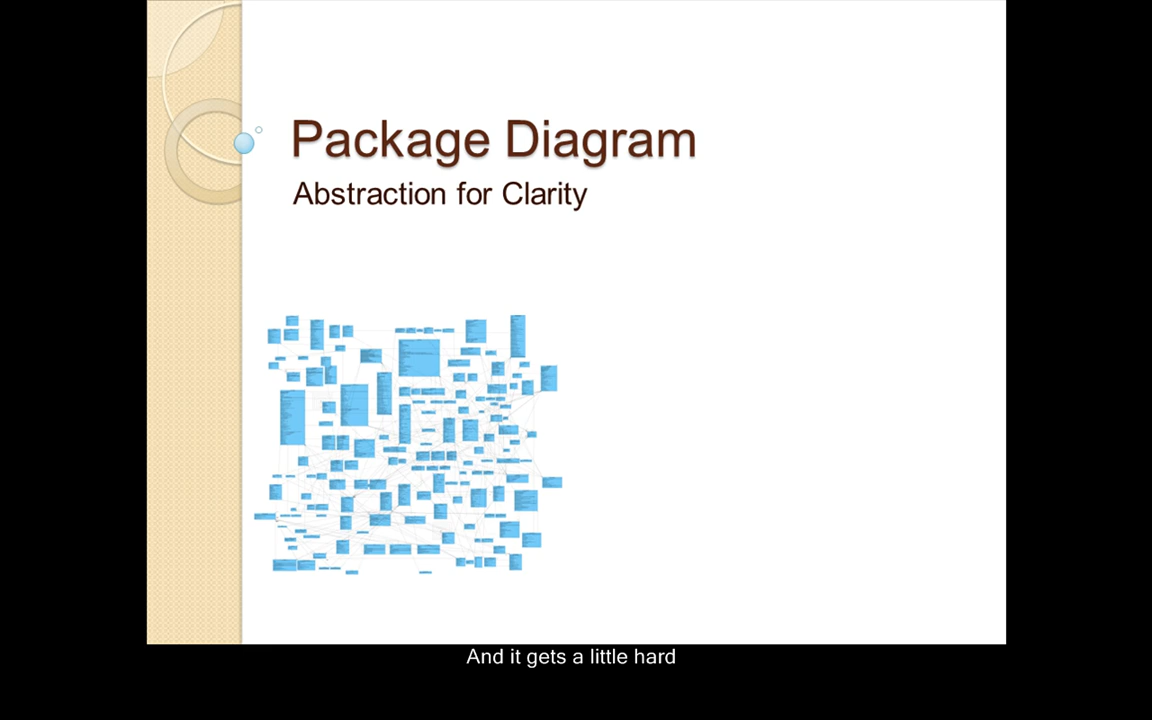 Package Diagram
Abstraction for Clarity
And it gets a little hard